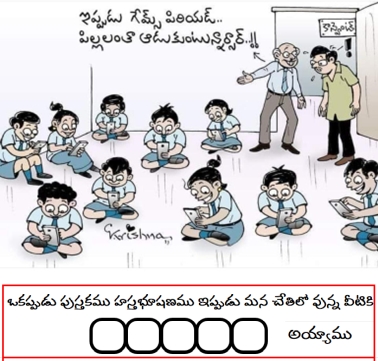 ఇప్పుడు గేమ్స్ పిరియడ్..
పిల్లలంతా ఆడుకుంటున్నార్సార్..!!
కాన్వెంట్
!
Krishna
ఒకప్పుడు పుస్తకము హస్తభూషణము ఇప్పుడు మన చేతిలో వున్న వీటికి
అయ్యాము